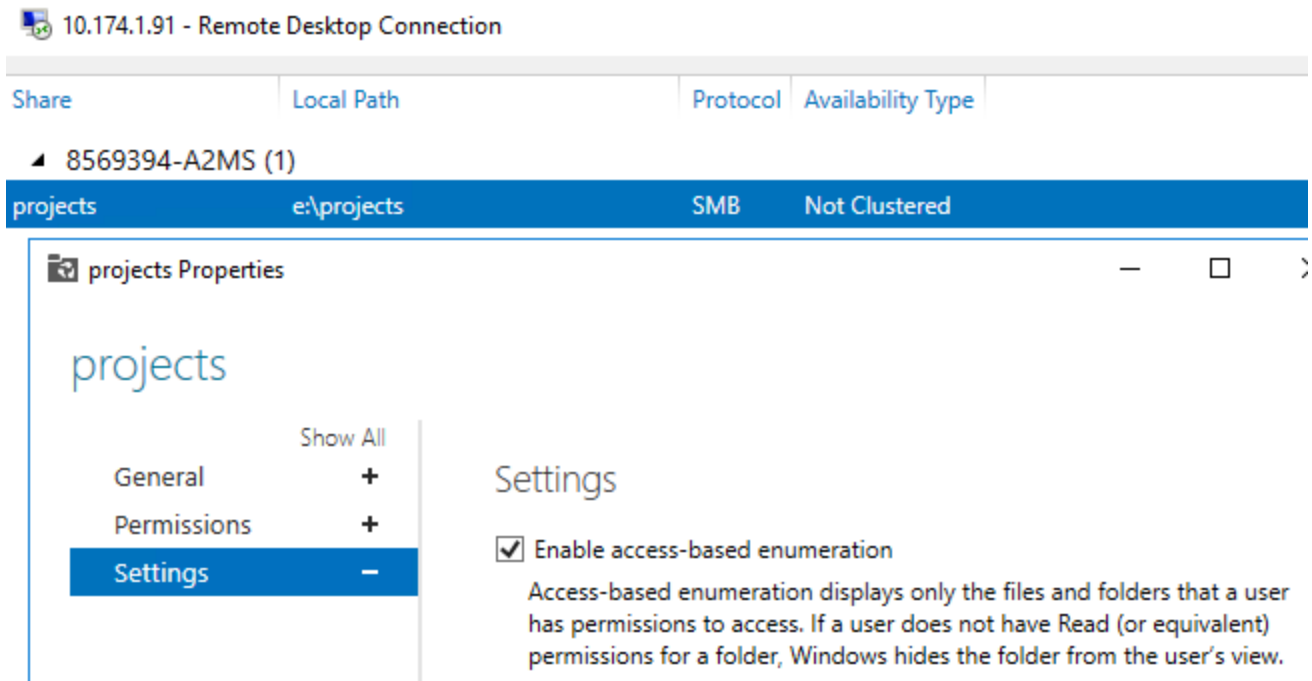 10.174.1.91 - Remote Desktop Connection
Share Local Path Protocol Availability Type
8569394-A2MS (1)
projects e:\projects SMB Not Clustered
projects Properties
projects
Show All
General +
Permissions +
Settings −
Settings
Enable access-based enumeration
Access-based enumeration displays only the files and folders that a user
has permissions to access. If a user does not have Read (or equivalent)
permissions for a folder, Windows hides the folder from the user's view.